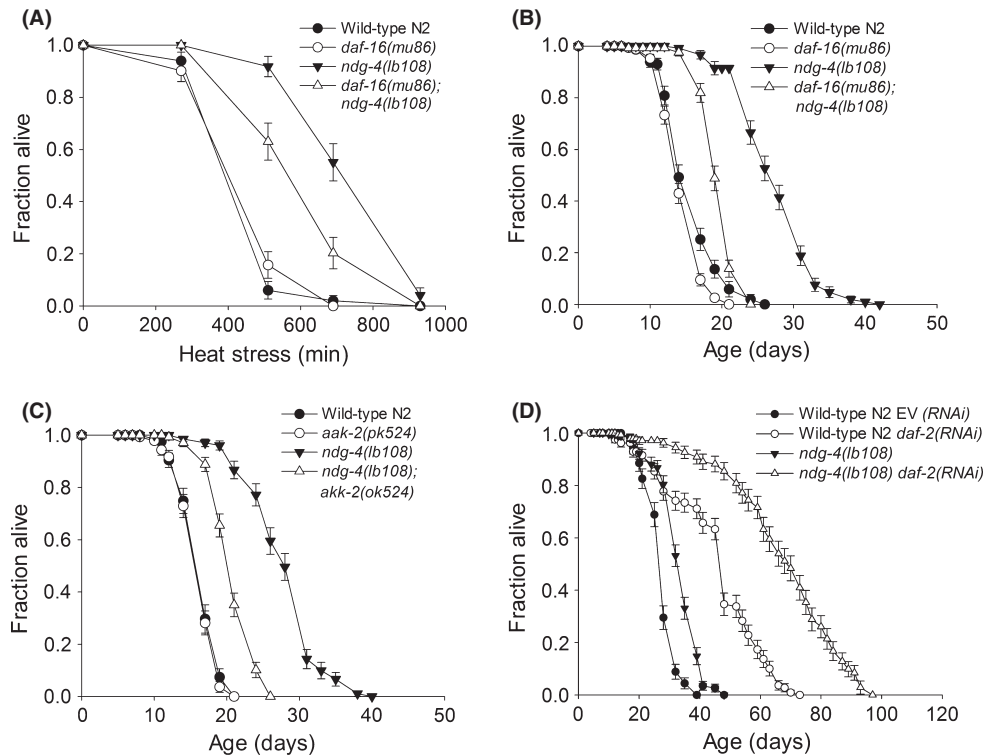 (A)
Wild-type N2
daf-16(mu86)
ndg-4(lb108)
daf-16(mu86);
ndg-4(lb108)
1.0
0.8
0.6
0.4
0.2
0.0
Fraction alive
0 200 400 600 800 1000
Heat stress (min)
(B)
Wild-type N2
daf-16(mu86)
ndg-4(lb108)
daf-16(mu86);
ndg-4(lb108)
1.0
0.8
0.6
0.4
0.2
0.0
Fraction alive
0 10 20 30 40 50
Age (days)
(C)
Wild-type N2
aak-2(pk524)
ndg-4(lb108)
ndg-4(lb108);
akk-2(ok524)
1.0
0.8
0.6
0.4
0.2
0.0
Fraction alive
0 10 20 30 40 50
Age (days)
(D)
Wild-type N2 EV (RNAi)
Wild-type N2 daf-2(RNAi)
ndg-4(lb108)
ndg-4(lb108) daf-2(RNAi)
1.0
0.8
0.6
0.4
0.2
0.0
Fraction alive
0 20 40 60 80 100 120
Age (days)